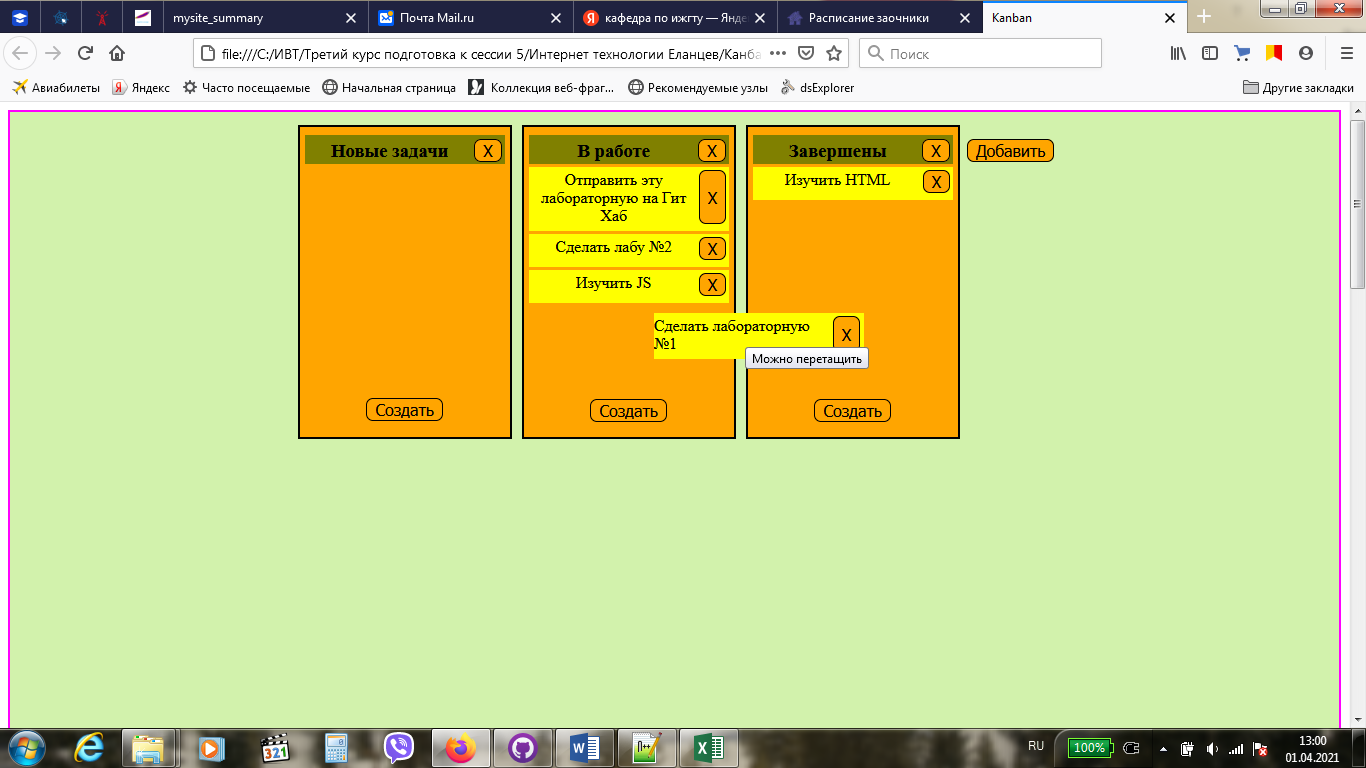 mysite_summary
Почта Mail.ru
кафедра по ижгту — Янде
Расписание заочники
Kanban
file:///C:/ИВТ/Третий курс подготовка к сессии 5/Интернет технологии Еланцев/Канба
Поиск
Авиабилеты
Яндекс
Часто посещаемые
Начальная страница
Коллекция веб-фраг...
Рекомендуемые узлы
dsExplorer
Другие закладки
Новые задачи X
В работе X
Завершены X
Добавить
Отправить эту
лабораторную на Гит
Хаб
X
Сделать лабу №2 X
Изучить JS X
Изучить HTML X
Сделать лабораторную
№1
X
Можно перетащить
Создать
Создать
Создать
321
RU
100%
13:00
01.04.2021